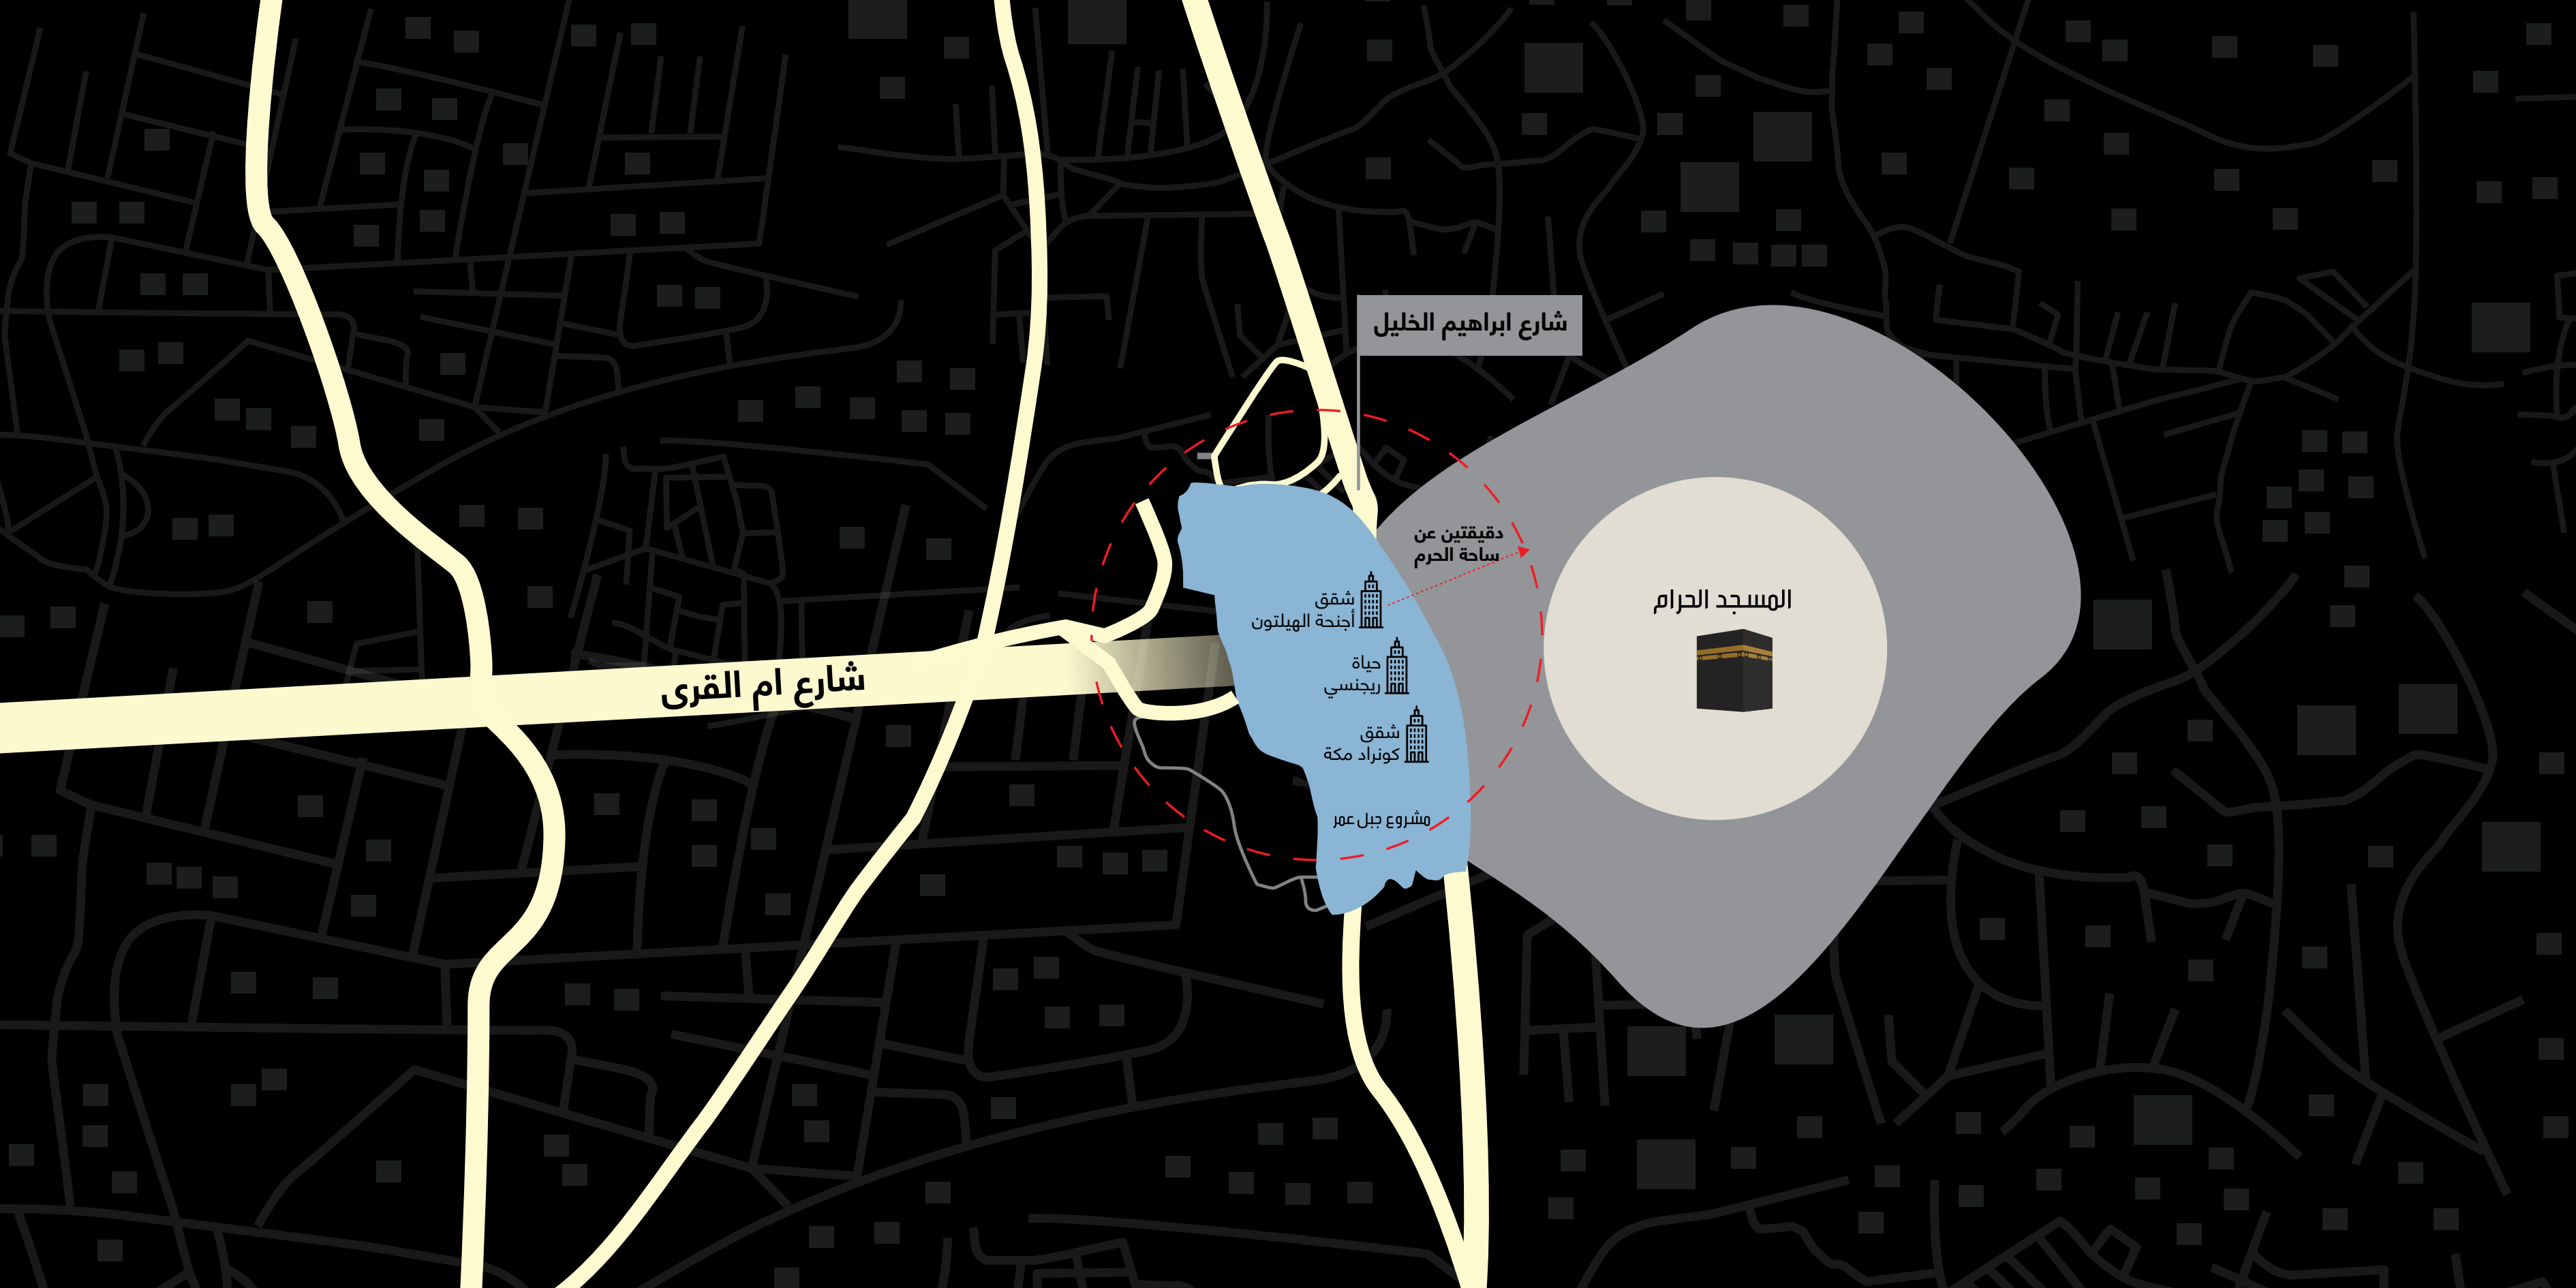 شارع ابراهيم الخليل
دقيقتين عن
ساحة الحرم
المسجد الحرام
شقق
أجنحة الهيلتون
حياة
ريجنسي
شارع ام القرى
شقق
كونراد مكة
مشروع جبل عمر